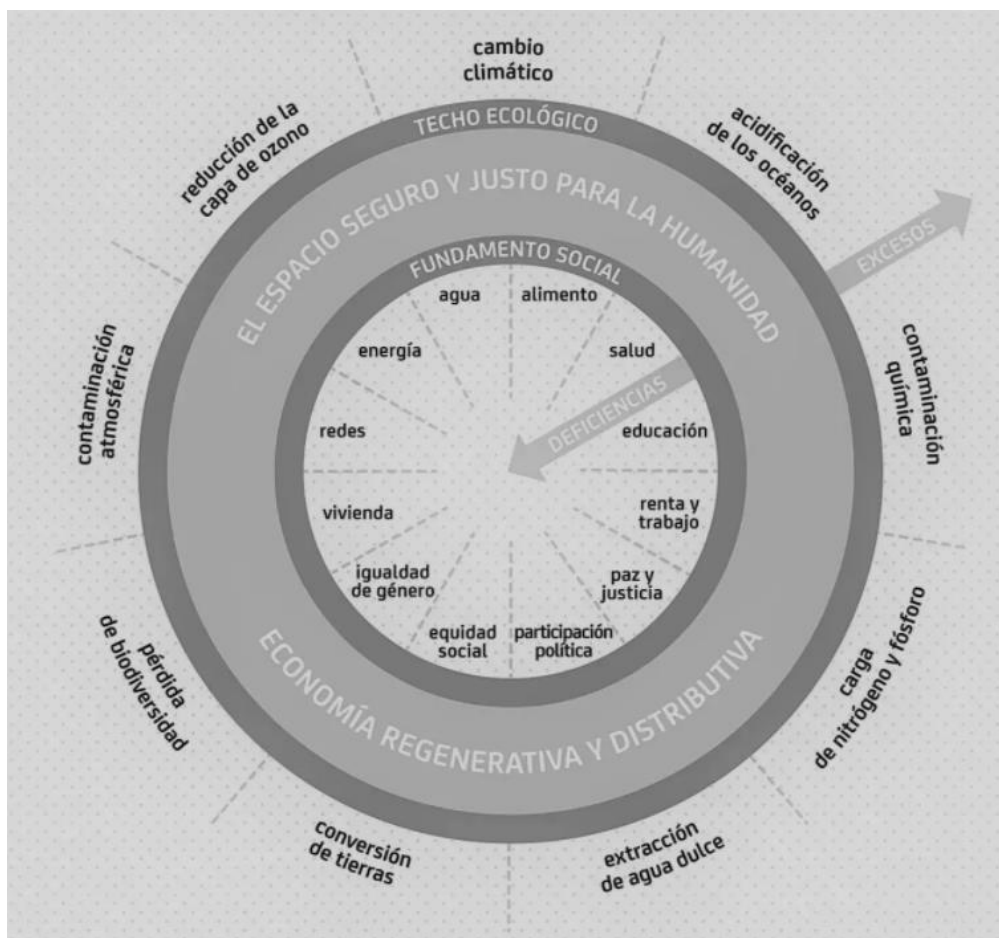 cambio
climático
TECHO ECOLÓGICO
reducción de la
capa de ozono
acidificación
de los océanos
EL ESPACIO SEGURO Y JUSTO PARA LA HUMANIDAD
EXCESOS
FUNDAMENTO SOCIAL
agua
alimento
energía
salud
DEFICIENCIAS
contaminación
atmosférica
contaminación
química
redes
educación
vivienda
renta y
trabajo
igualdad
de género
paz y
justicia
equidad
social
participación
política
pérdida
de biodiversidad
carga
de nitrógeno y fósforo
ECONOMÍA REGENERATIVA Y DISTRIBUTIVA
conversión
de tierras
extracción
de agua dulce